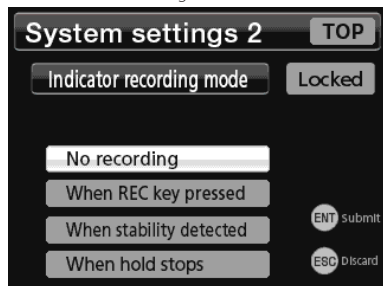 System settings 2 TOP
Indicator recording mode Locked
No recording
When REC key pressed
When stability detected
When hold stops
ENT Submit
ESC Discard